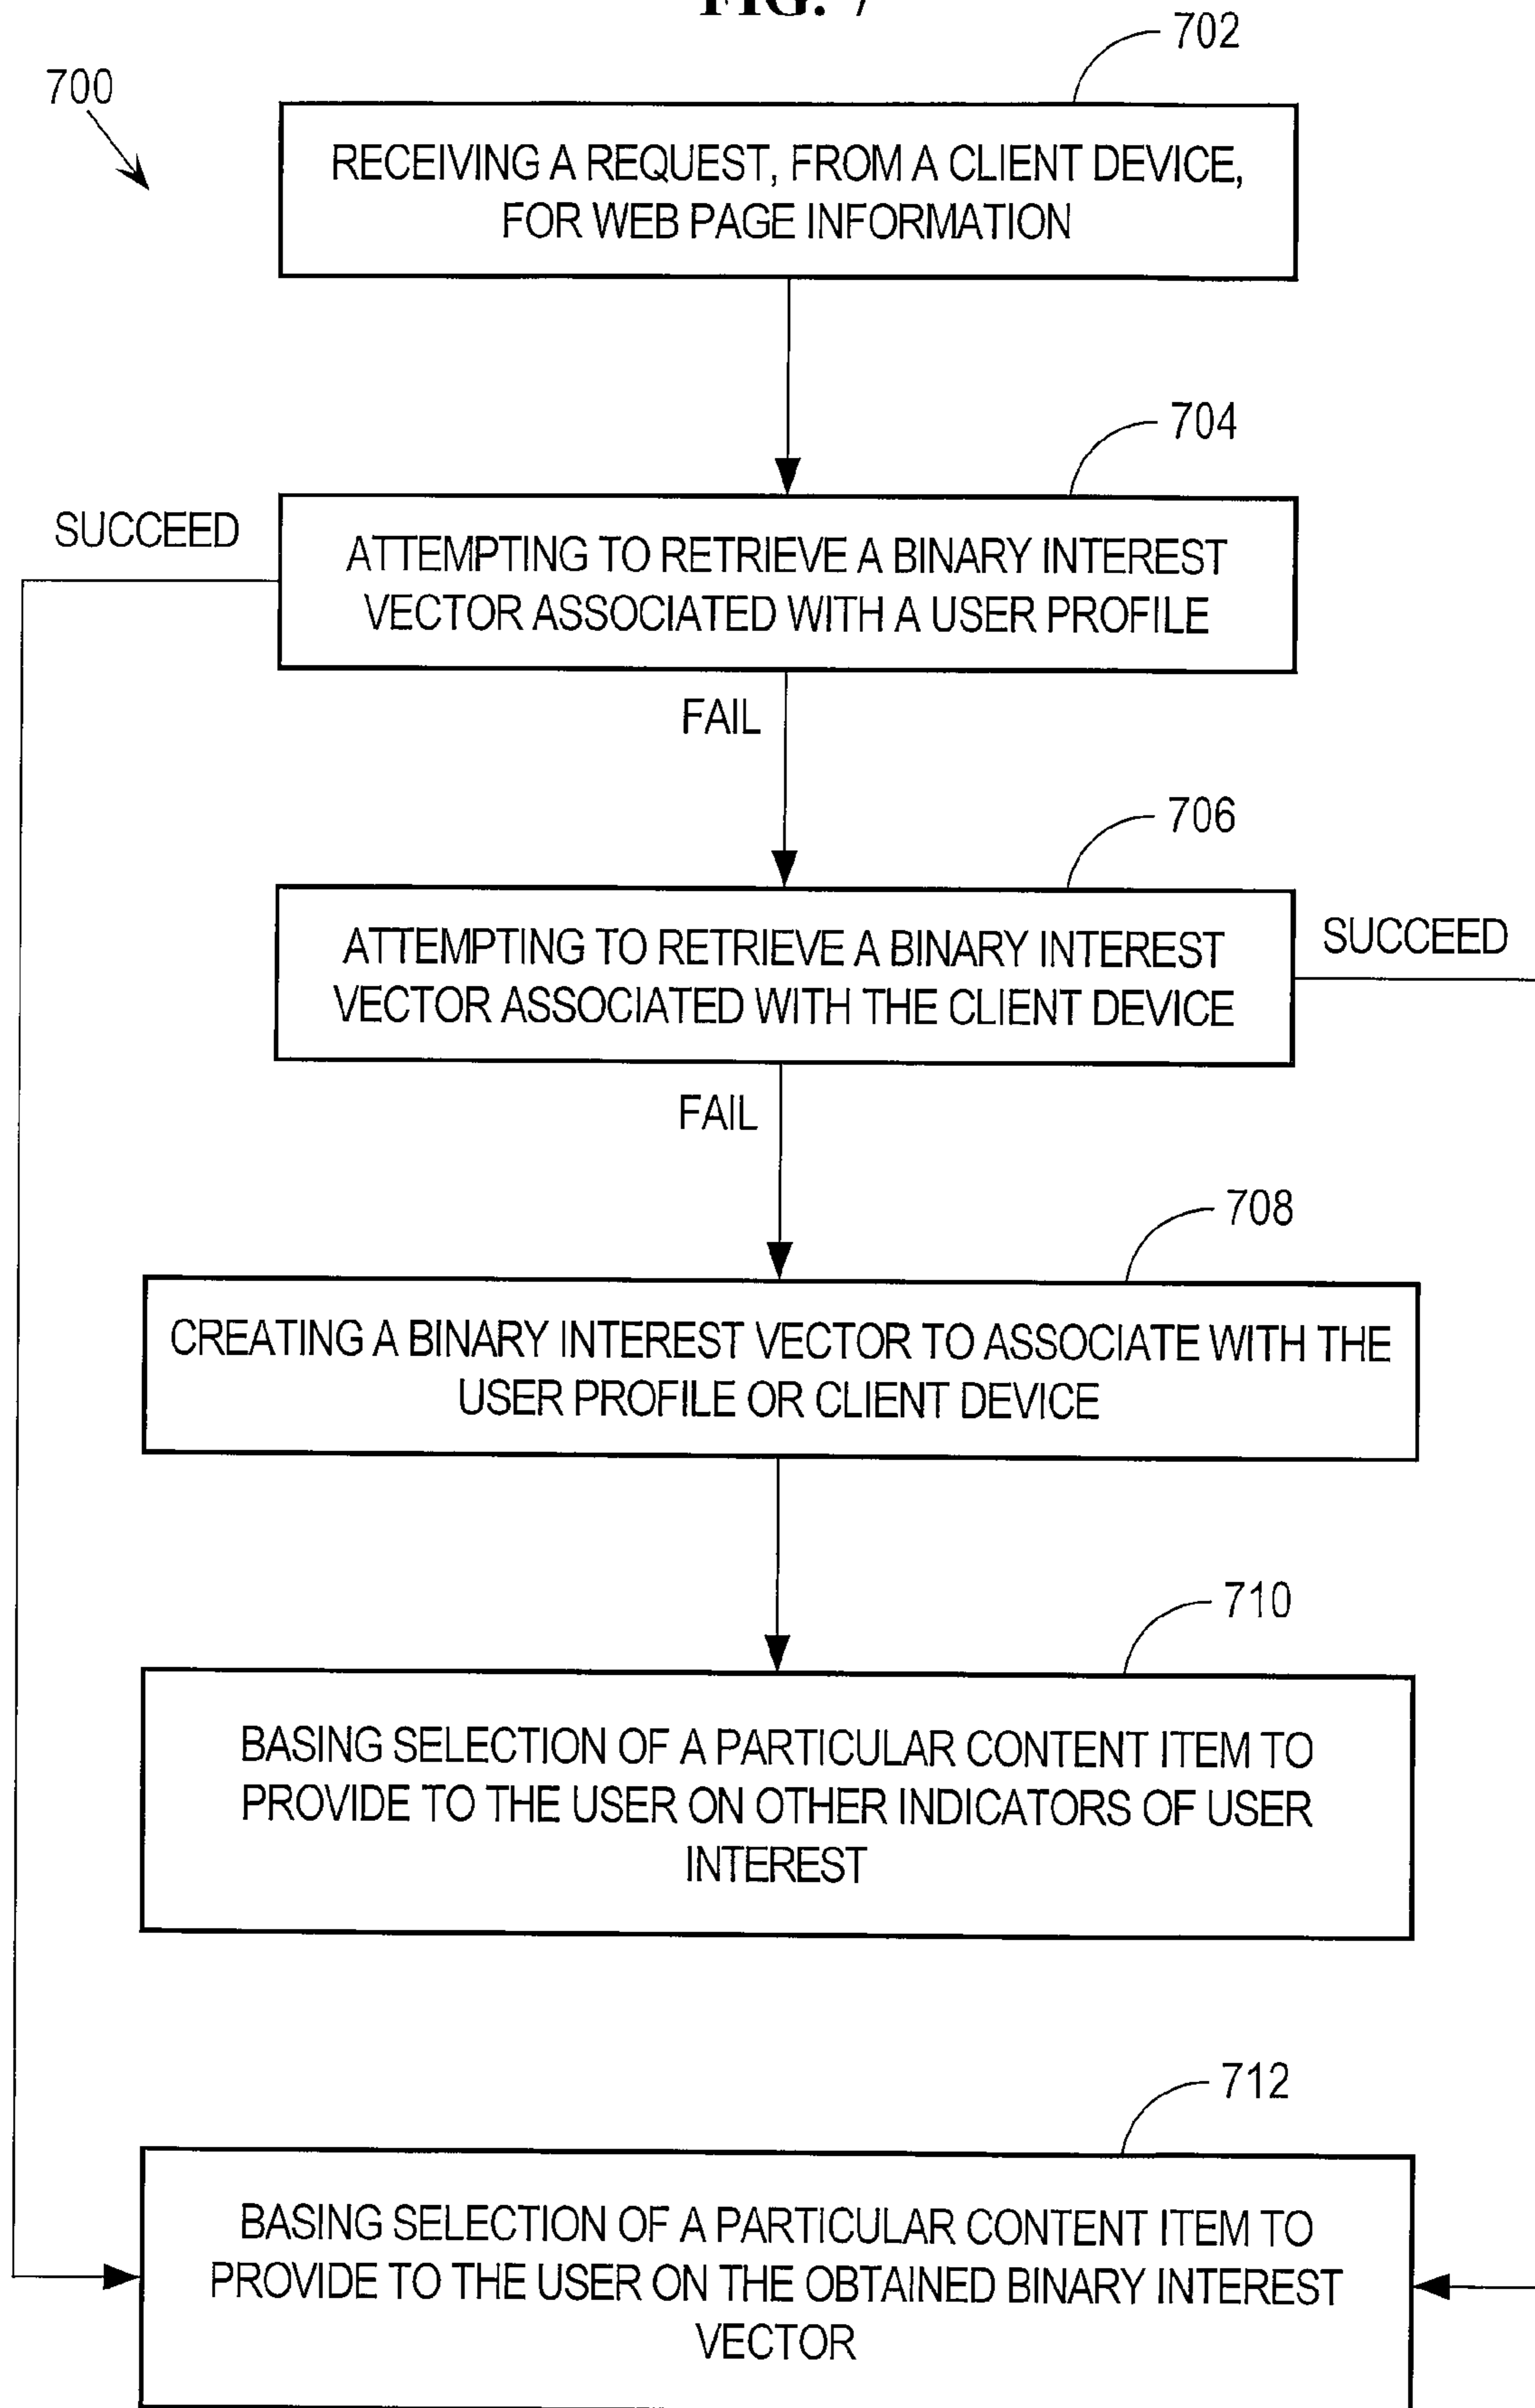 FIG. 7
702
700
RECEIVING A REQUEST, FROM A CLIENT DEVICE,
FOR WEB PAGE INFORMATION
704
SUCCEED
ATTEMPTING TO RETRIEVE A BINARY INTEREST
VECTOR ASSOCIATED WITH A USER PROFILE
FAIL
706
ATTEMPTING TO RETRIEVE A BINARY INTEREST
VECTOR ASSOCIATED WITH THE CLIENT DEVICE
SUCCEED
FAIL
708
CREATING A BINARY INTEREST VECTOR TO ASSOCIATE WITH THE
USER PROFILE OR CLIENT DEVICE
710
BASING SELECTION OF A PARTICULAR CONTENT ITEM TO
PROVIDE TO THE USER ON OTHER INDICATORS OF USER
INTEREST
712
BASING SELECTION OF A PARTICULAR CONTENT ITEM TO
PROVIDE TO THE USER ON THE OBTAINED BINARY INTEREST
VECTOR